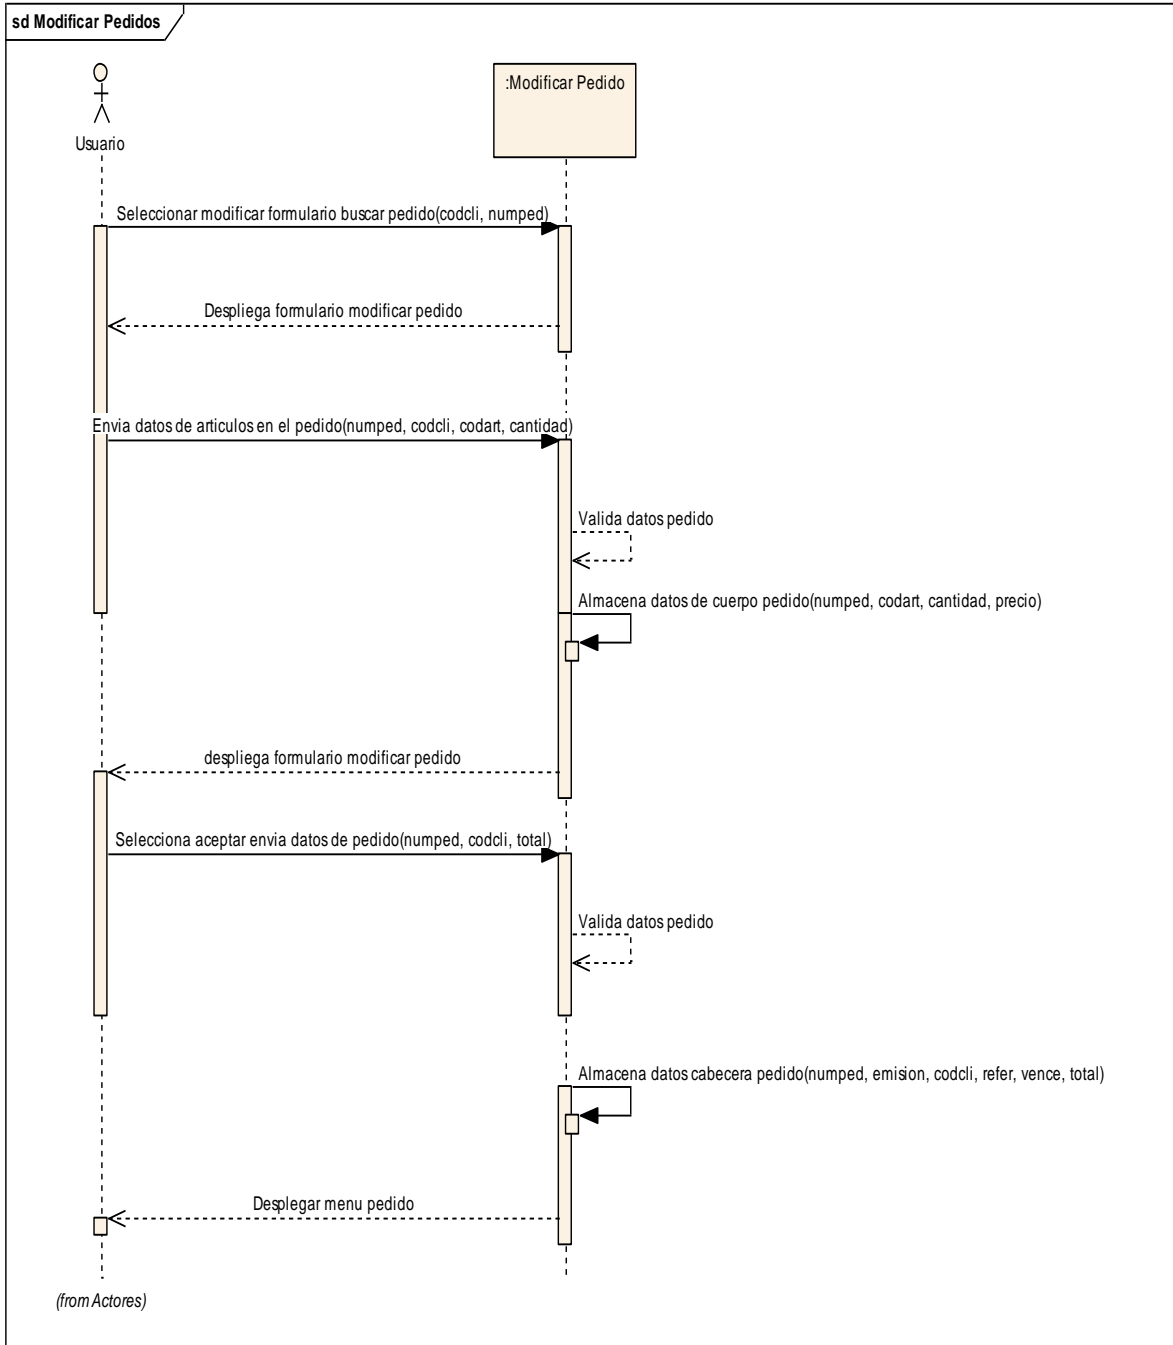 sd Modificar Pedidos
:Modificar Pedido
Usuario
Seleccionar modificar formulario buscar pedido(codcli, numped)
Despliega formulario modificar pedido
Envia datos de articulos en el pedido(numped, codcli, codart, cantidad)
Valida datos pedido
Almacena datos de cuerpo pedido(numped, codart, cantidad, precio)
despliega formulario modificar pedido
Selecciona aceptar envia datos de pedido(numped, codcli, total)
Valida datos pedido
Almacena datos cabecera pedido(numped, emision, codcli, refer, vence, total)
Desplegar menu pedido
(from Actores)